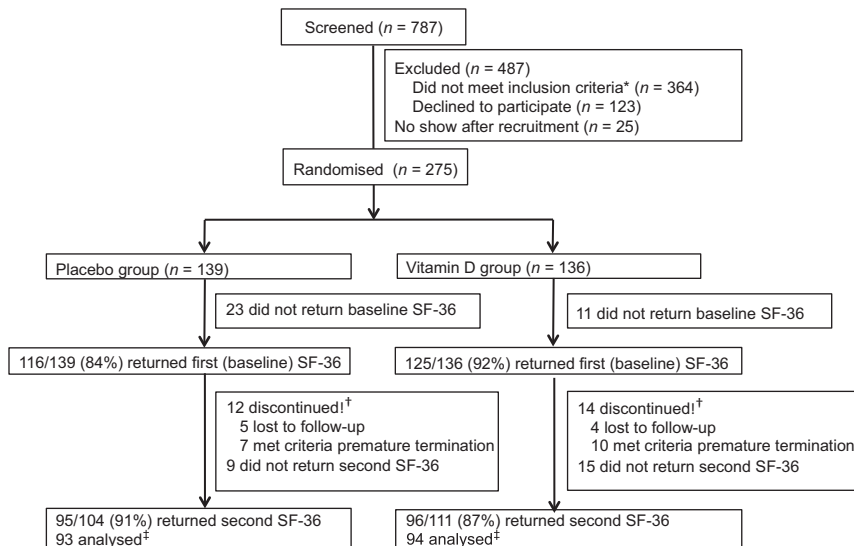 Screened (n = 787)
Excluded (n = 487)
Did not meet inclusion criteria* (n = 364)
Declined to participate (n = 123)
No show after recruitment (n = 25)
Randomised (n = 275)
Placebo group (n = 139)
Vitamin D group (n = 136)
23 did not return baseline SF-36
11 did not return baseline SF-36
116/139 (84%) returned first (baseline) SF-36
125/136 (92%) returned first (baseline) SF-36
12 discontinued!†
5 lost to follow-up
7 met criteria premature termination
9 did not return second SF-36
14 discontinued!†
4 lost to follow-up
10 met criteria premature termination
15 did not return second SF-36
95/104 (91%) returned second SF-36
93 analysed‡
96/111 (87%) returned second SF-36
94 analysed‡